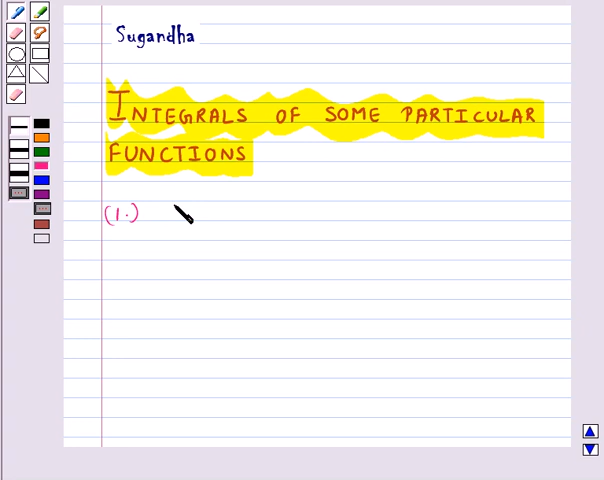 Sugandha
INTEGRALS OF SOME PARTICULAR
FUNCTIONS
(1.)